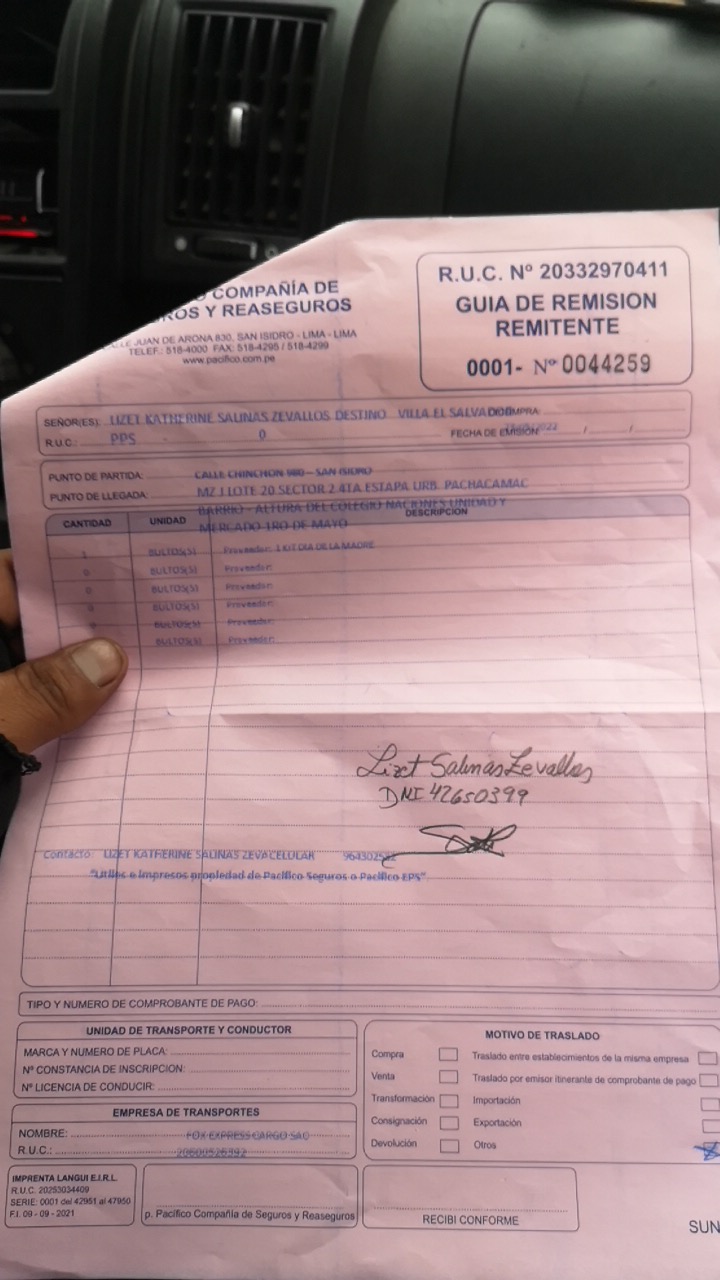 COMPAÑÍA DE
ROS Y REASEGUROS
JUAN DE ARONA 830, SAN ISIDRO - LIMA - LIMA
TELEF.: 518-4000 FAX: 518-4295 / 518-4299
www.pacifico.com.pe
R.U.C. Nº 20332970411
GUIA DE REMISION
REMITENTE
0001- Nº 0044259
SEÑOR(ES): LIZET KATHERINE SALINAS ZEVALLOS DESTINO VILLA EL SALVADOR
R.U.C.: PPS 0 FECHA DE EMISIÓN / /
PUNTO DE PARTIDA: CALLE CHINCHON 980 - SAN ISIDRO
PUNTO DE LLEGADA: MZ J LOTE 20 SECTOR 2 4TA ESTAPA URB. PACHACAMAC
BARRIO - ALTURA DEL COLEGIO NACIONES UNIDAD Y
MERCADO 1RO DE MAYO
CANTIDAD UNIDAD DESCRIPCION
1 BULTOS(S) Proveedor: 1 KIT DIA DE LA MADRE
0 BULTOS(S) Proveedor:
0 BULTOS(S) Proveedor:
0 BULTOS(S) Proveedor:
0 BULTOS(S) Proveedor:
BULTOS(S) Proveedor:
Lizet Salinas Zevallos
DNI 42650399
Contacto: LIZET KATHERINE SALINAS ZEVACELULAR
"Utiles e Impresos propiedad de Pacifico Seguros o Pacifico EPS"
TIPO Y NUMERO DE COMPROBANTE DE PAGO:
UNIDAD DE TRANSPORTE Y CONDUCTOR
MARCA Y NUMERO DE PLACA:
Nº CONSTANCIA DE INSCRIPCION:
Nº LICENCIA DE CONDUCIR:
EMPRESA DE TRANSPORTES
NOMBRE: FOX EXPRESS CARGO SAC
R.U.C.: 20600526392
MOTIVO DE TRASLADO
Compra
Venta
Transformación
Consignación
Devolución
Traslado entre establecimientos de la misma empresa
Traslado por emisor itinerante de comprobante de pago
Importación
Exportación
Otros
IMPRENTA LANGUI E.I.R.L.
R.U.C. 20253034409
SERIE: 0001 del 42951 al 47950
F.I. 09 - 09 - 2021
p. Pacífico Compañía de Seguros y Reaseguros
RECIBI CONFORME
SUN